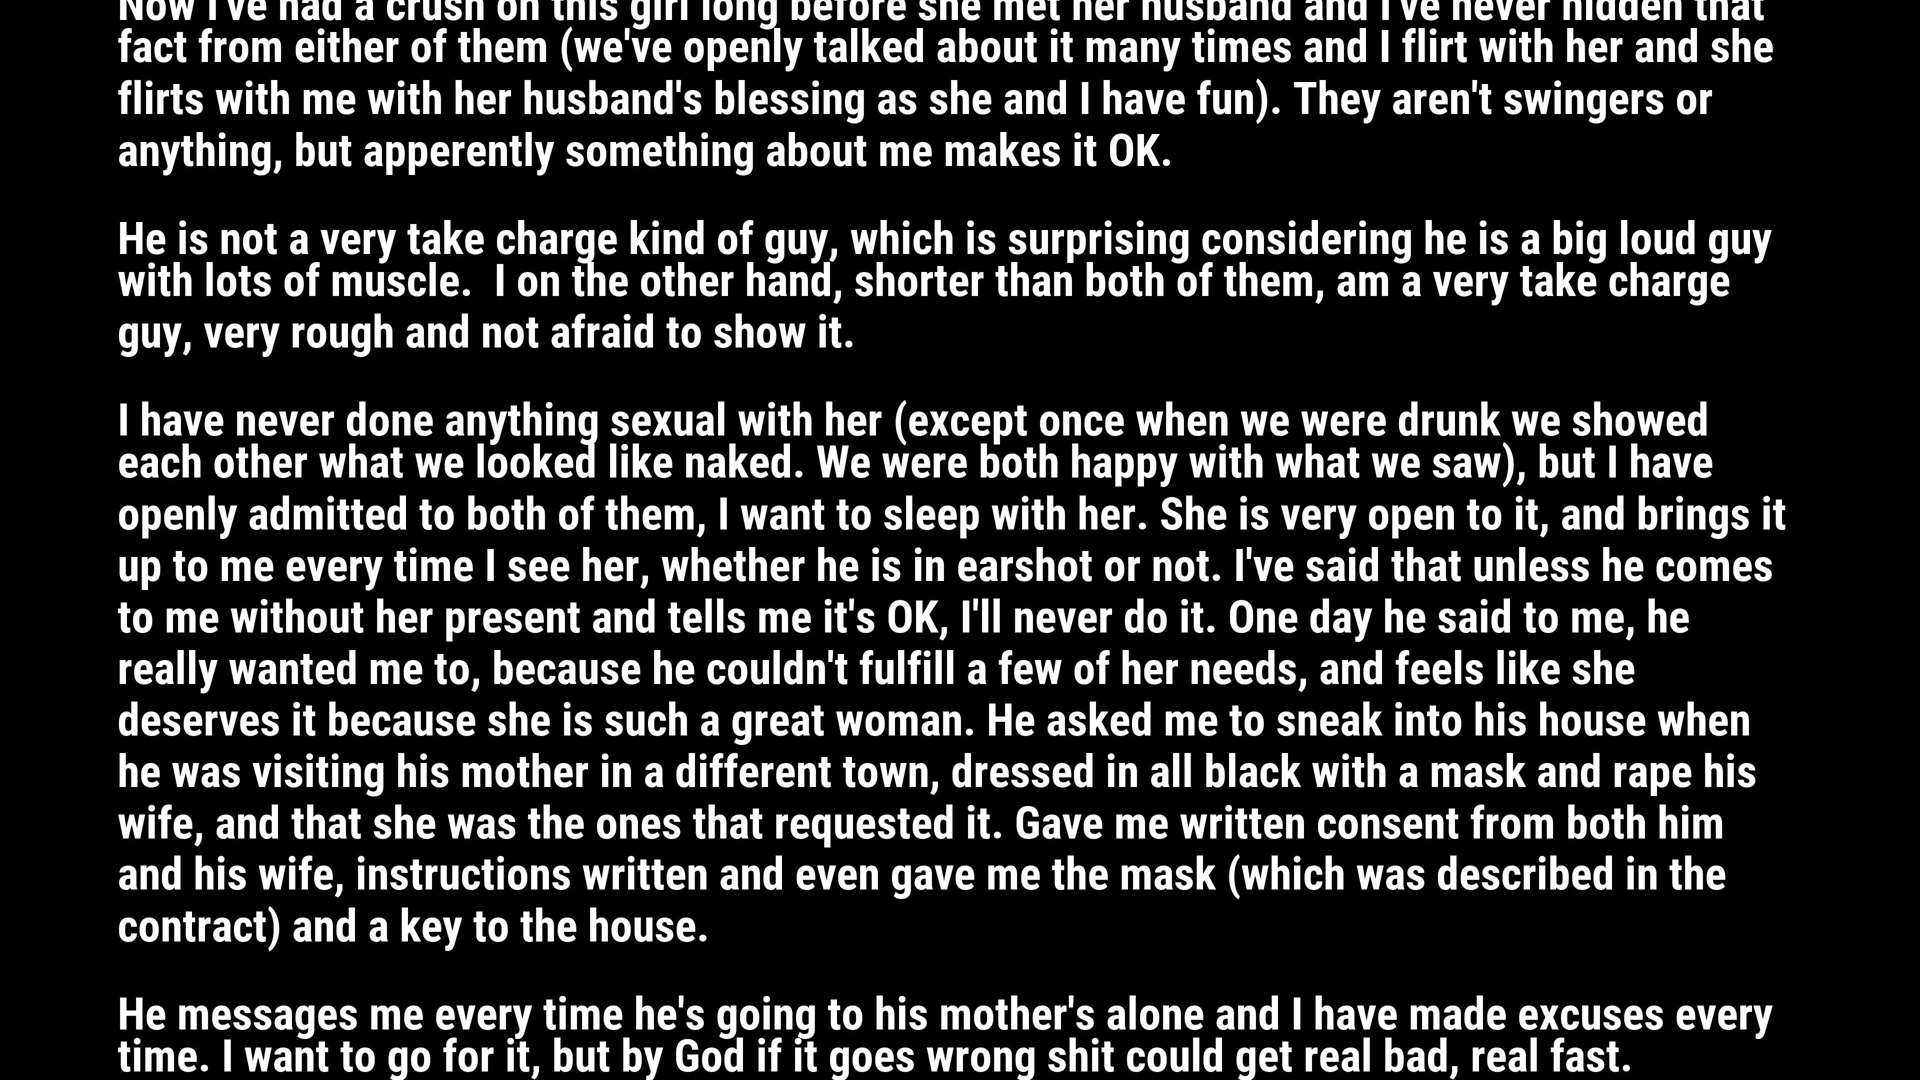 Now I've had a crush on this girl long before she met her husband and I've never hidden that
fact from either of them (we've openly talked about it many times and I flirt with her and she
flirts with me with her husband's blessing as she and I have fun). They aren't swingers or
anything, but apperently something about me makes it OK.
He is not a very take charge kind of guy, which is surprising considering he is a big loud guy
with lots of muscle.  I on the other hand, shorter than both of them, am a very take charge
guy, very rough and not afraid to show it.
I have never done anything sexual with her (except once when we were drunk we showed
each other what we looked like naked. We were both happy with what we saw), but I have
openly admitted to both of them, I want to sleep with her. She is very open to it, and brings it
up to me every time I see her, whether he is in earshot or not. I've said that unless he comes
to me without her present and tells me it's OK, I'll never do it. One day he said to me, he
really wanted me to, because he couldn't fulfill a few of her needs, and feels like she
deserves it because she is such a great woman. He asked me to sneak into his house when
he was visiting his mother in a different town, dressed in all black with a mask and rape his
wife, and that she was the ones that requested it. Gave me written consent from both him
and his wife, instructions written and even gave me the mask (which was described in the
contract) and a key to the house.
He messages me every time he's going to his mother's alone and I have made excuses every
time. I want to go for it, but by God if it goes wrong shit could get real bad, real fast.